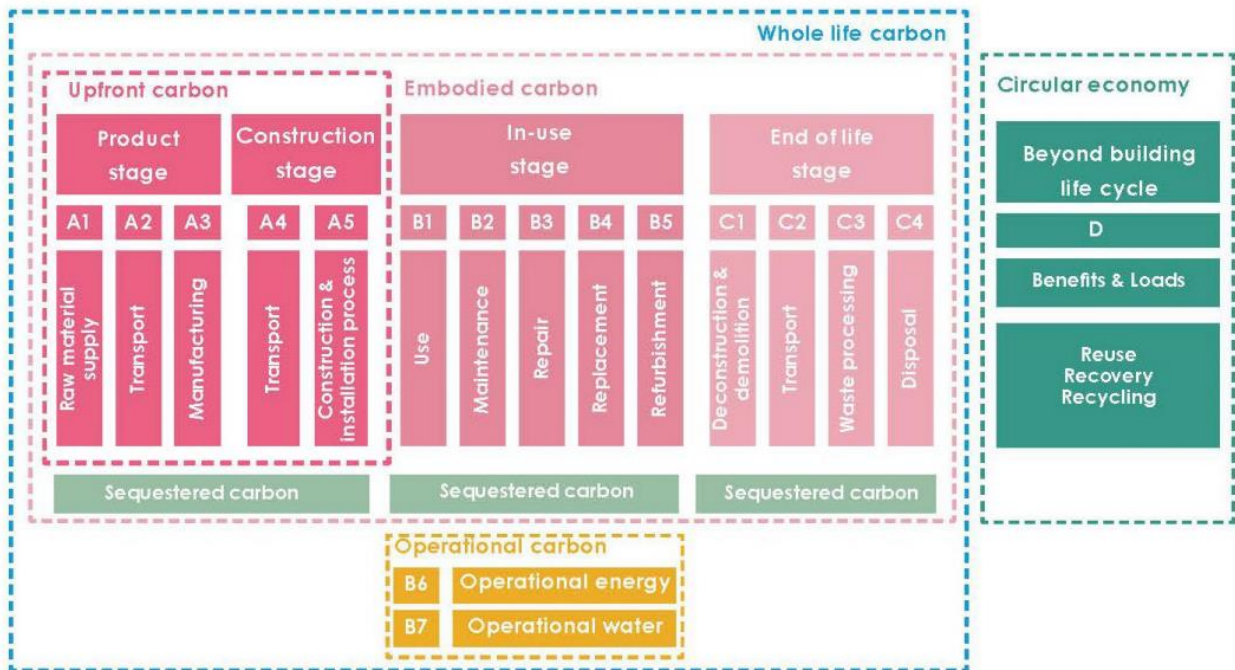 Whole life carbon
Upfront carbon
Embodied carbon
Circular economy
Product
stage
Construction
stage
In-use
stage
End of life
stage
Beyond building
life cycle
A1
A2
A3
A4
A5
B1
B2
B3
B4
B5
C1
C2
C3
C4
D
Raw material
supply
Transport
Manufacturing
Transport
Construction &
installation process
Use
Maintenance
Repair
Replacement
Refurbishment
Deconstruction &
demolition
Transport
Waste processing
Disposal
Benefits & Loads
Reuse
Recovery
Recycling
Sequestered carbon
Sequestered carbon
Sequestered carbon
Operational carbon
B6
Operational energy
B7
Operational water